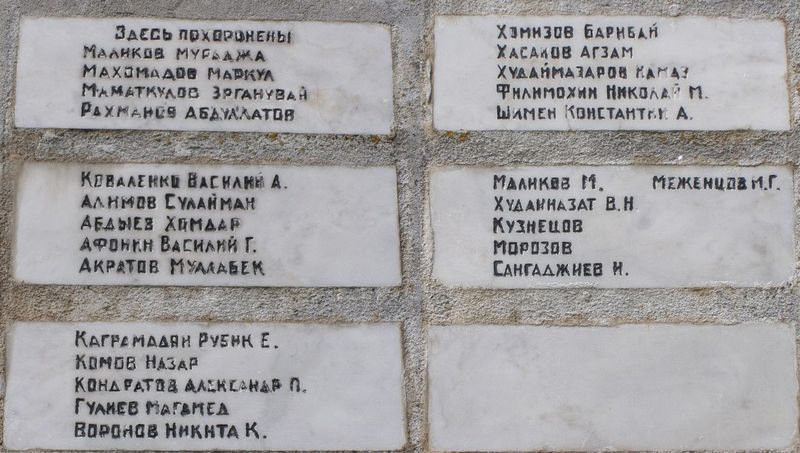 Здесь похоронены
Маликов Мураджа
Махомадов Маркул
Маматкулов Эрганувай
Рахманов Абдуллатов
Коваленко Василий А.
Алимов Сулайман
Абдыев Хомдар
Афонин Василий Г.
Акратов Муллабек
Каграмадян Рубик Е.
Комов Назар
Кондратов Александр П.
Гулиев Магамед
Воронов Никита К.
Хомизов Барибай
Хасанов Агзам
Худаймазаров Камаз
Филимохин Николай М.
Шимен Константин А.
Маликов М. Меженцов М.Г.
Худайназат В.Н
Кузнецов
Морозов
Сангаджиев И.